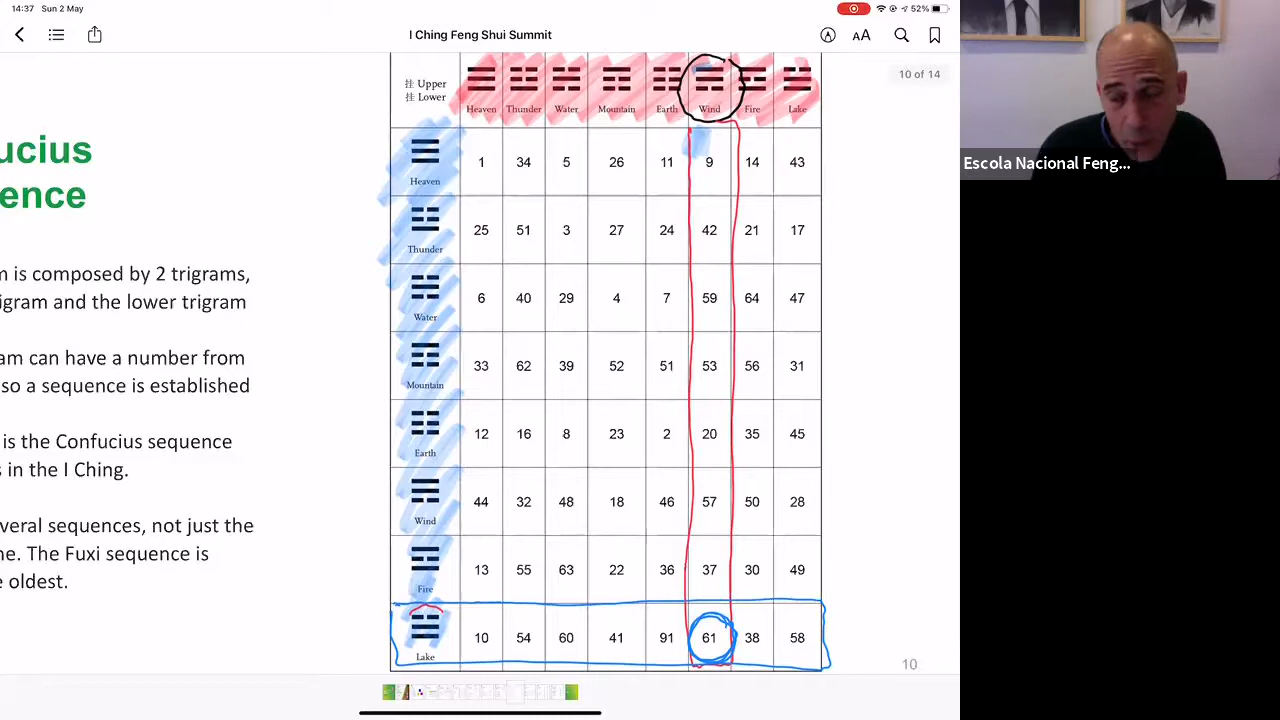 14:37 Sun 2 May
52%
I Ching Feng Shui Summit
AA
10 of 14
ucius
ence
m is composed by 2 trigrams,
igram and the lower trigram
am can have a number from
so a sequence is established
is the Confucius sequence
s in the I Ching.
veral sequences, not just the
ne. The Fuxi sequence is
e oldest.
挂 Upper
挂 Lower
Heaven Thunder Water Mountain Earth Wind Fire Lake
Heaven 1 34 5 26 11 9 14 43
Thunder 25 51 3 27 24 42 21 17
Water 6 40 29 4 7 59 64 47
Mountain 33 62 39 52 51 53 56 31
Earth 12 16 8 23 2 20 35 45
Wind 44 32 48 18 46 57 50 28
Fire 13 55 63 22 36 37 30 49
Lake 10 54 60 41 91 61 38 58
10
Escola Nacional Feng...